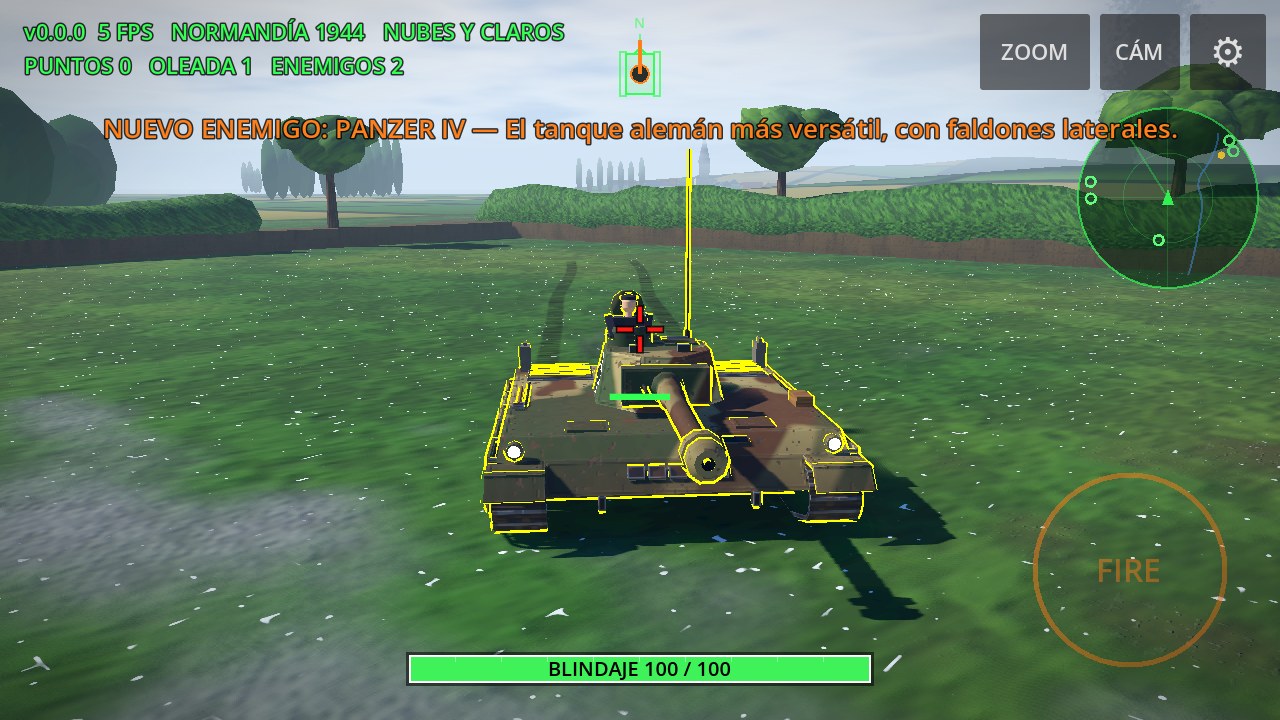 v0.0.0 5 FPS NORMANDÍA 1944 NUBES Y CLAROS
PUNTOS 0 OLEADA 1 ENEMIGOS 2
N
ZOOM
CÁM
NUEVO ENEMIGO: PANZER IV — El tanque alemán más versátil, con faldones laterales.
FIRE
BLINDAJE 100 / 100